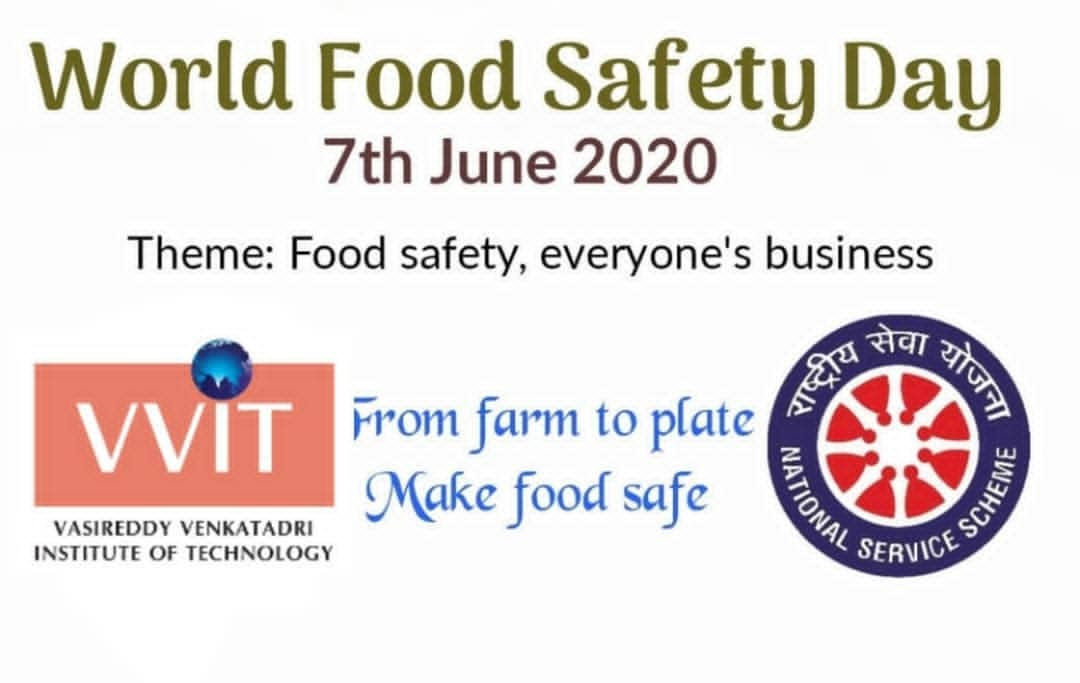 World Food Safety Day
7th June 2020
Theme: Food safety, everyone's business
VVIT
VASIREDDY VENKATADRI
INSTITUTE OF TECHNOLOGY
From farm to plate
Make food safe
राष्ट्रीय सेवा योजना
NATIONAL SERVICE SCHEME